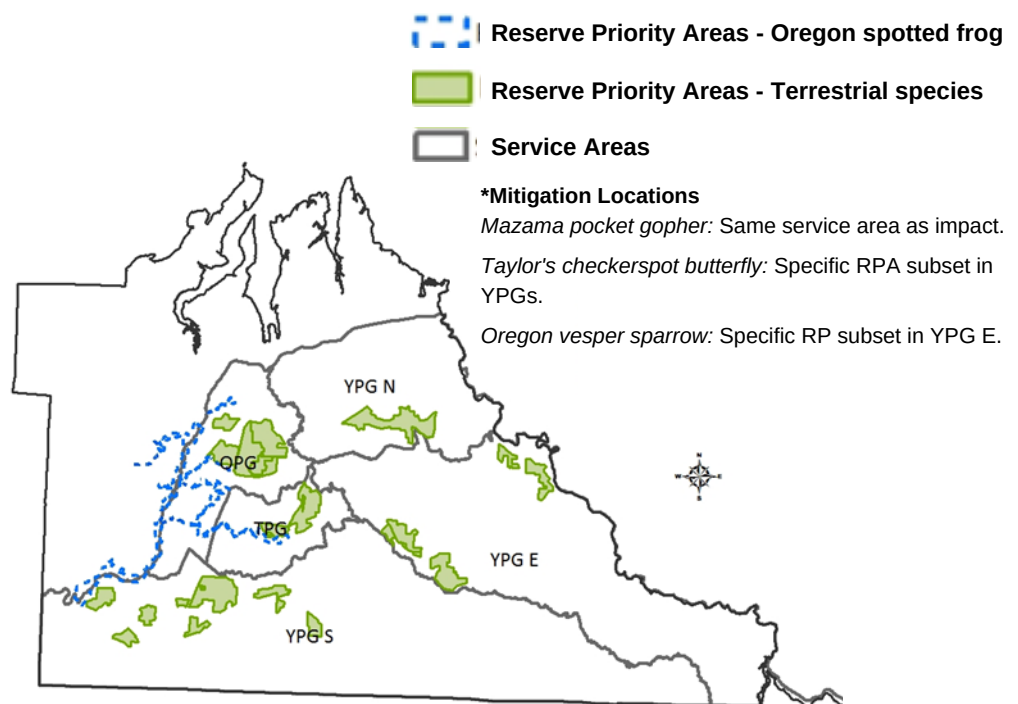 Reserve Priority Areas - Oregon spotted frog
Reserve Priority Areas - Terrestrial species
Service Areas
*Mitigation Locations
Mazama pocket gopher: Same service area as impact.
Taylor's checkerspot butterfly: Specific RPA subset in
YPGs.
Oregon vesper sparrow: Specific RP subset in YPG E.
YPG N
OPG
TPG
YPG E
YPG S
N
W
E
S